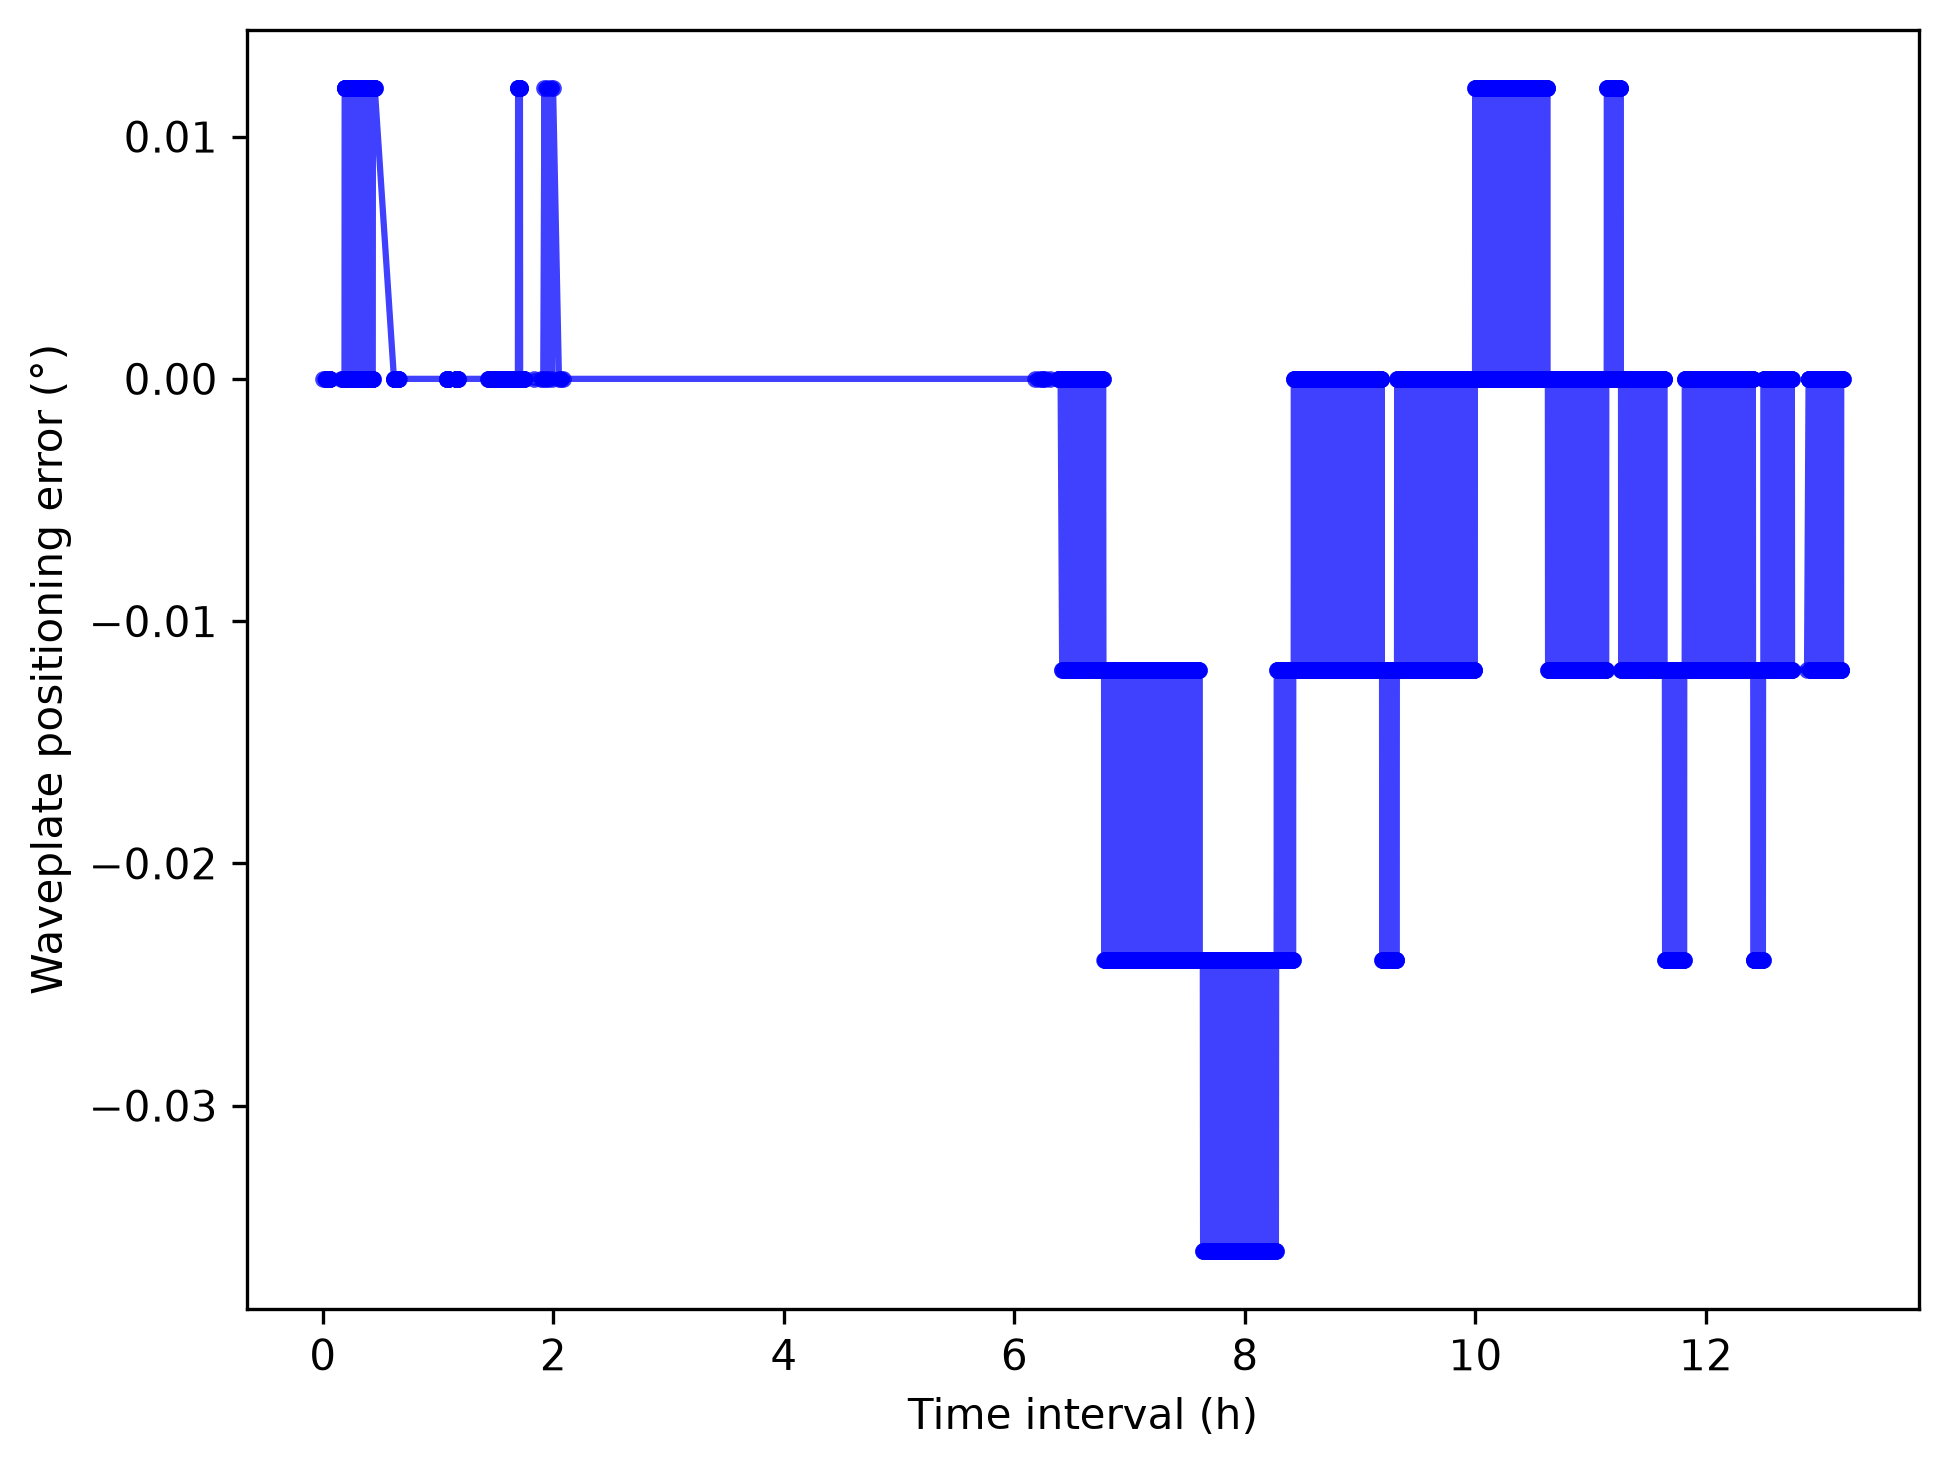 0.01
0.00
−0.01
−0.02
−0.03
Waveplate positioning error (°)
0 2 4 6 8 10 12
Time interval (h)